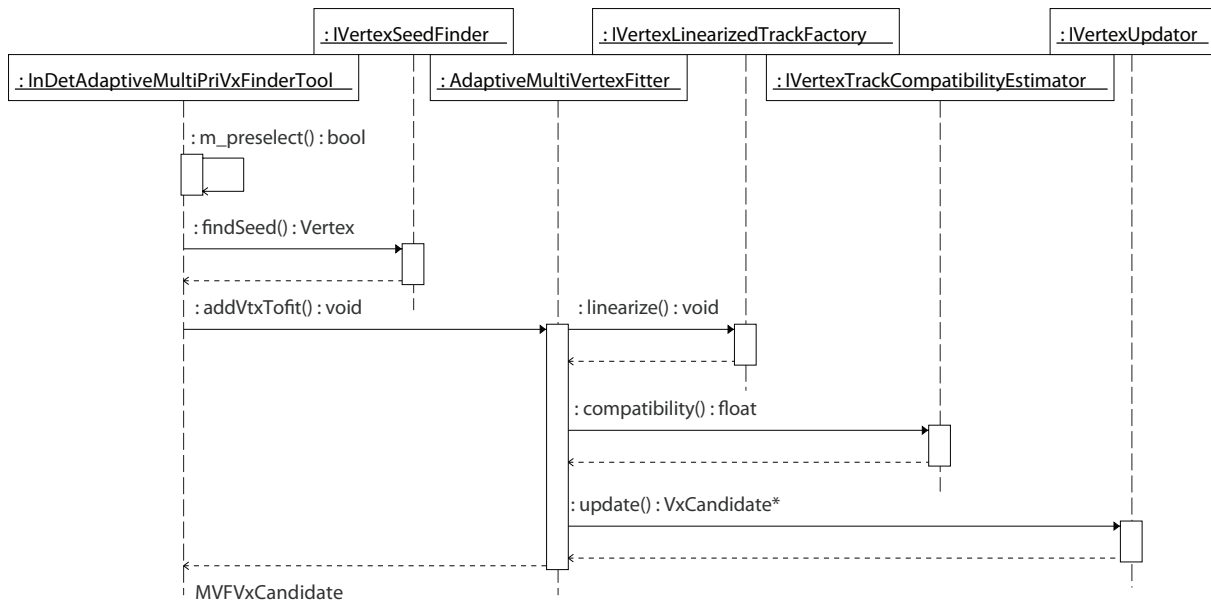 : IVertexSeedFinder
: IVertexLinearizedTrackFactory
: IVertexUpdator
: InDetAdaptiveMultiPriVxFinderTool
: AdaptiveMultiVertexFitter
: IVertexTrackCompatibilityEstimator
: m_preselect() : bool
: findSeed() : Vertex
: addVtxTofit() : void
: linearize() : void
: compatibility() : float
: update() : VxCandidate*
MVFVxCandidate